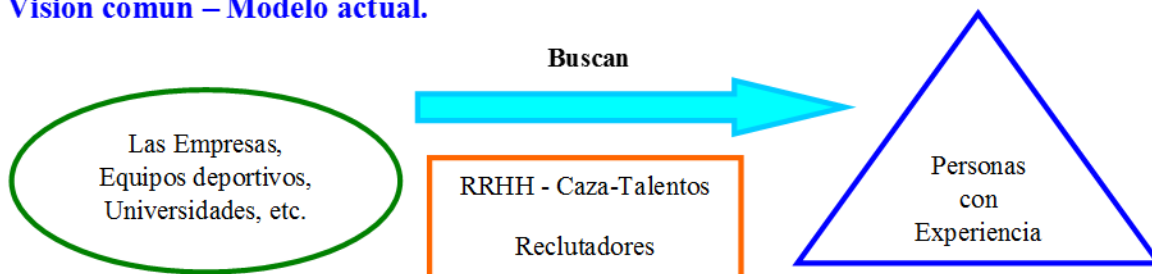 Visión común – Modelo actual.
Buscan
Las Empresas,
Equipos deportivos,
Universidades, etc.
RRHH - Caza-Talentos
Reclutadores
Personas
con
Experiencia